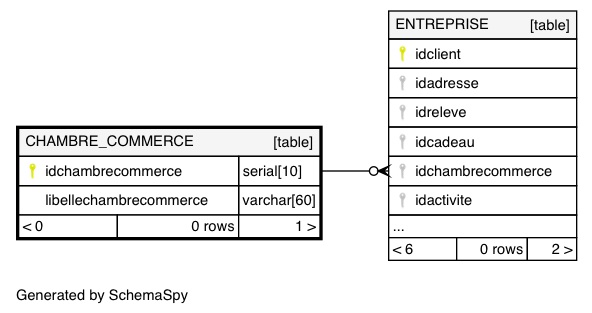 ENTREPRISE [table]
idclient
idadresse
idreleve
idcadeau
idchambrecommerce
idactivite
...
< 6 0 rows 2 >
CHAMBRE_COMMERCE [table]
idchambrecommerce serial[10]
libellechambrecommerce varchar[60]
< 0 0 rows 1 >
Generated by SchemaSpy